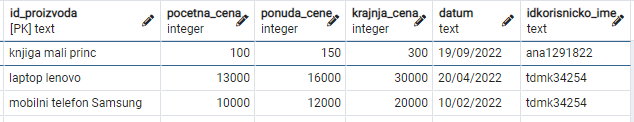 id_proizvoda pocetna_cena ponuda_cene krajnja_cena datum idkorisnicko_ime
[PK] text integer integer integer text text
knjiga mali princ 100 150 300 19/09/2022 ana1291822
laptop lenovo 13000 16000 30000 20/04/2022 tdmk34254
mobilni telefon Samsung 10000 12000 20000 10/02/2022 tdmk34254